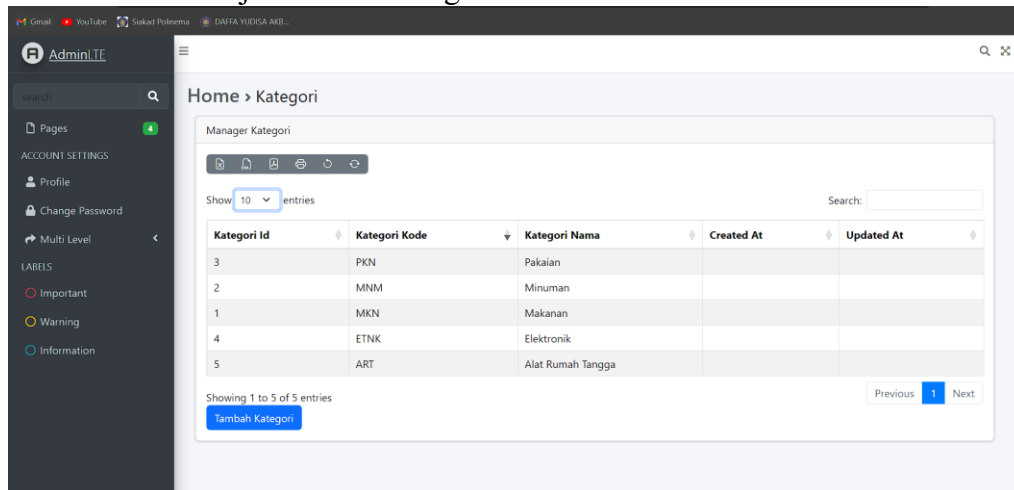 Gmail YouTube Siakad Polinema DAFFA YUDISA AKB...
AdminLTE
search
Home › Kategori
Pages 4
Manager Kategori
ACCOUNT SETTINGS
Profile
Change Password
Multi Level
LABELS
Important
Warning
Information
Show 10 entries
Search:
Kategori Id Kategori Kode Kategori Nama Created At Updated At
3 PKN Pakaian
2 MNM Minuman
1 MKN Makanan
4 ETNK Elektronik
5 ART Alat Rumah Tangga
Showing 1 to 5 of 5 entries
Previous 1 Next
Tambah Kategori